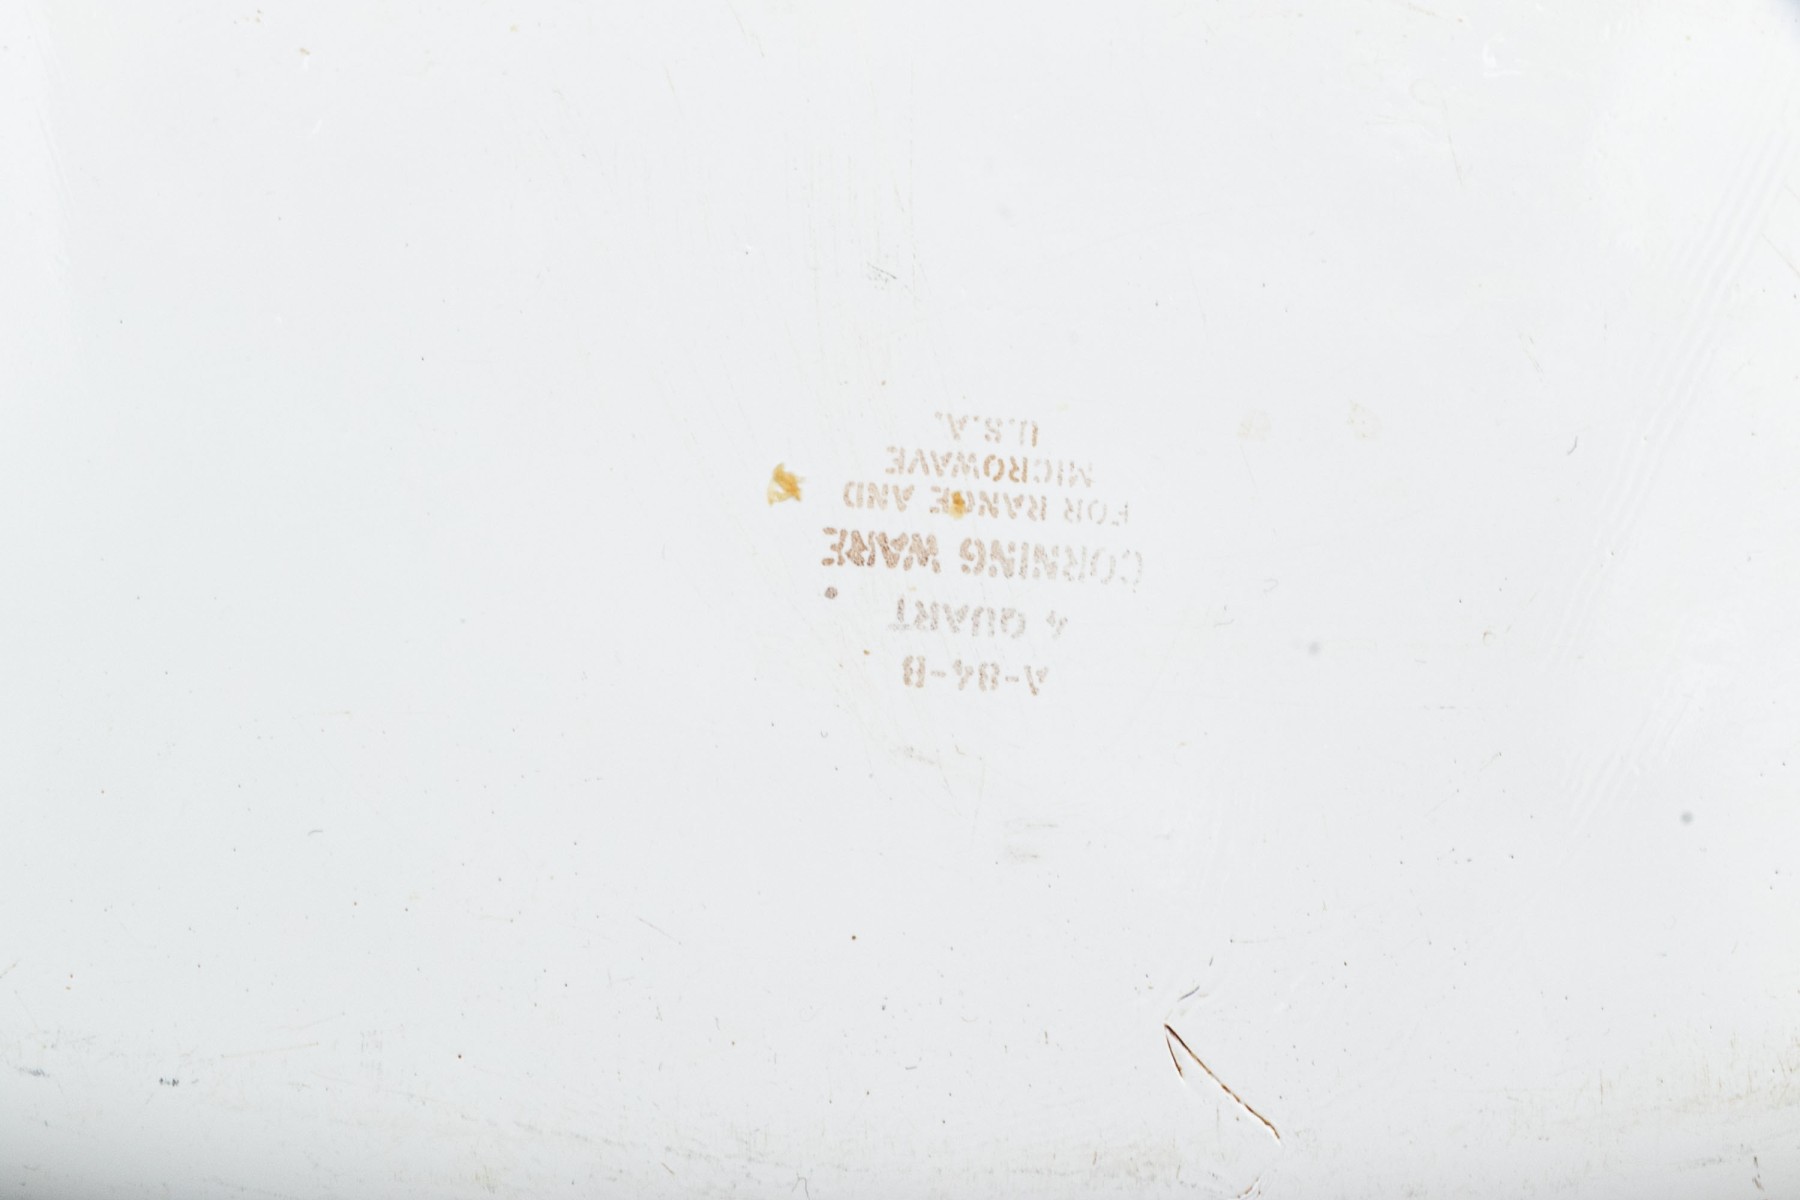 A-84-B
4 QUART
CORNING WARE
FOR RANGE AND
MICROWAVE
U.S.A.